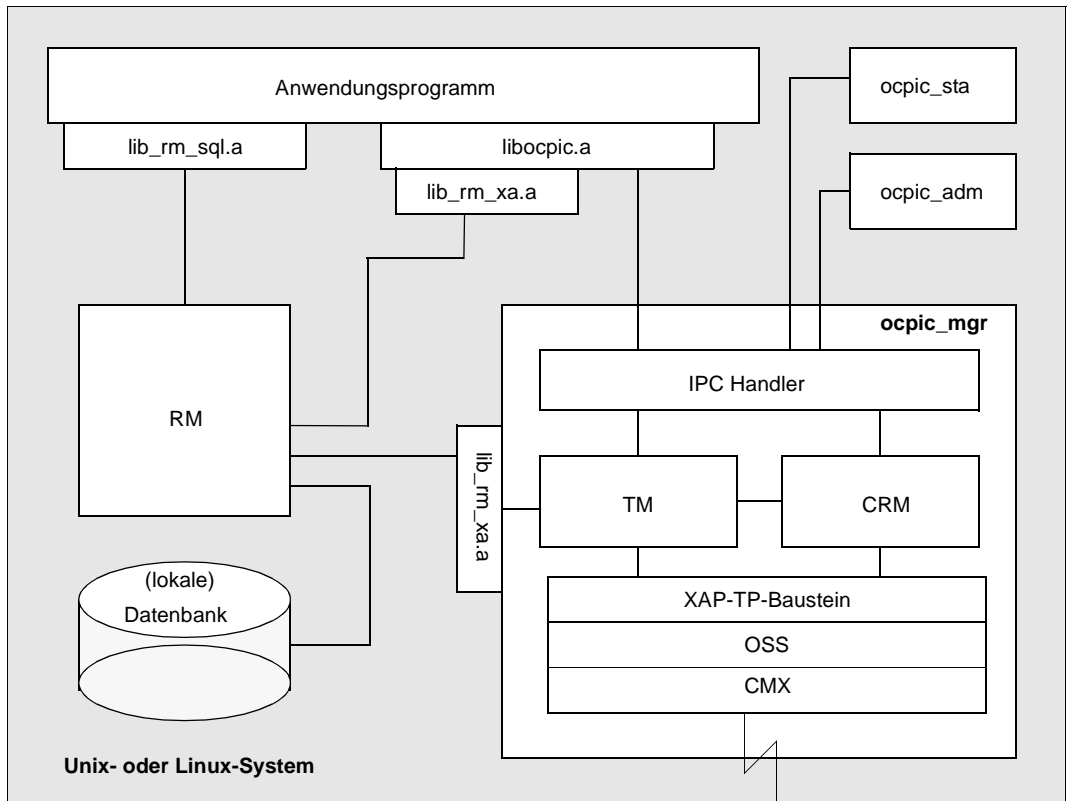 Anwendungsprogramm
ocpic_sta
lib_rm_sql.a
libocpic.a
lib_rm_xa.a
ocpic_adm
ocpic_mgr
IPC Handler
RM
lib_rm_xa.a
TM
CRM
(lokale)
Datenbank
XAP-TP-Baustein
OSS
CMX
Unix- oder Linux-System